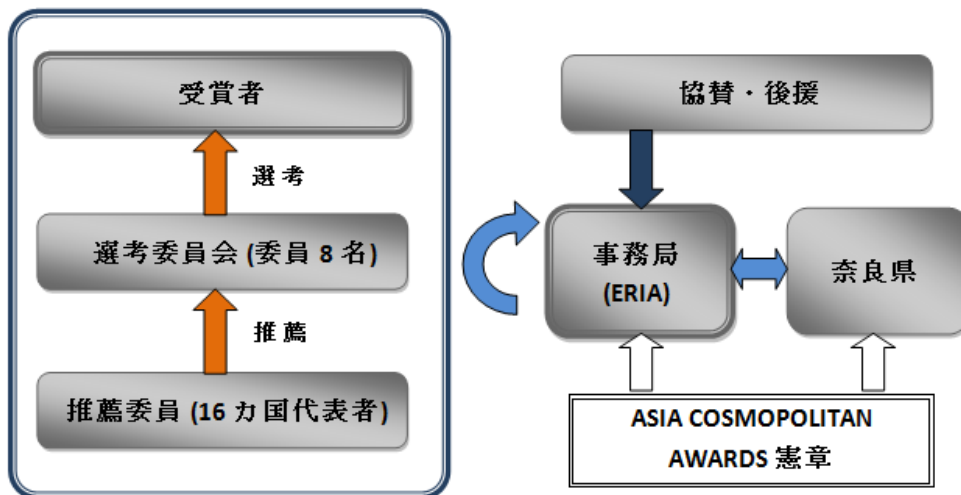 受賞者
選考
選考委員会 (委員 8 名)
推薦
推薦委員 (16 カ国代表者)
協賛・後援
事務局
(ERIA)
奈良県
ASIA COSMOPOLITAN
AWARDS 憲章